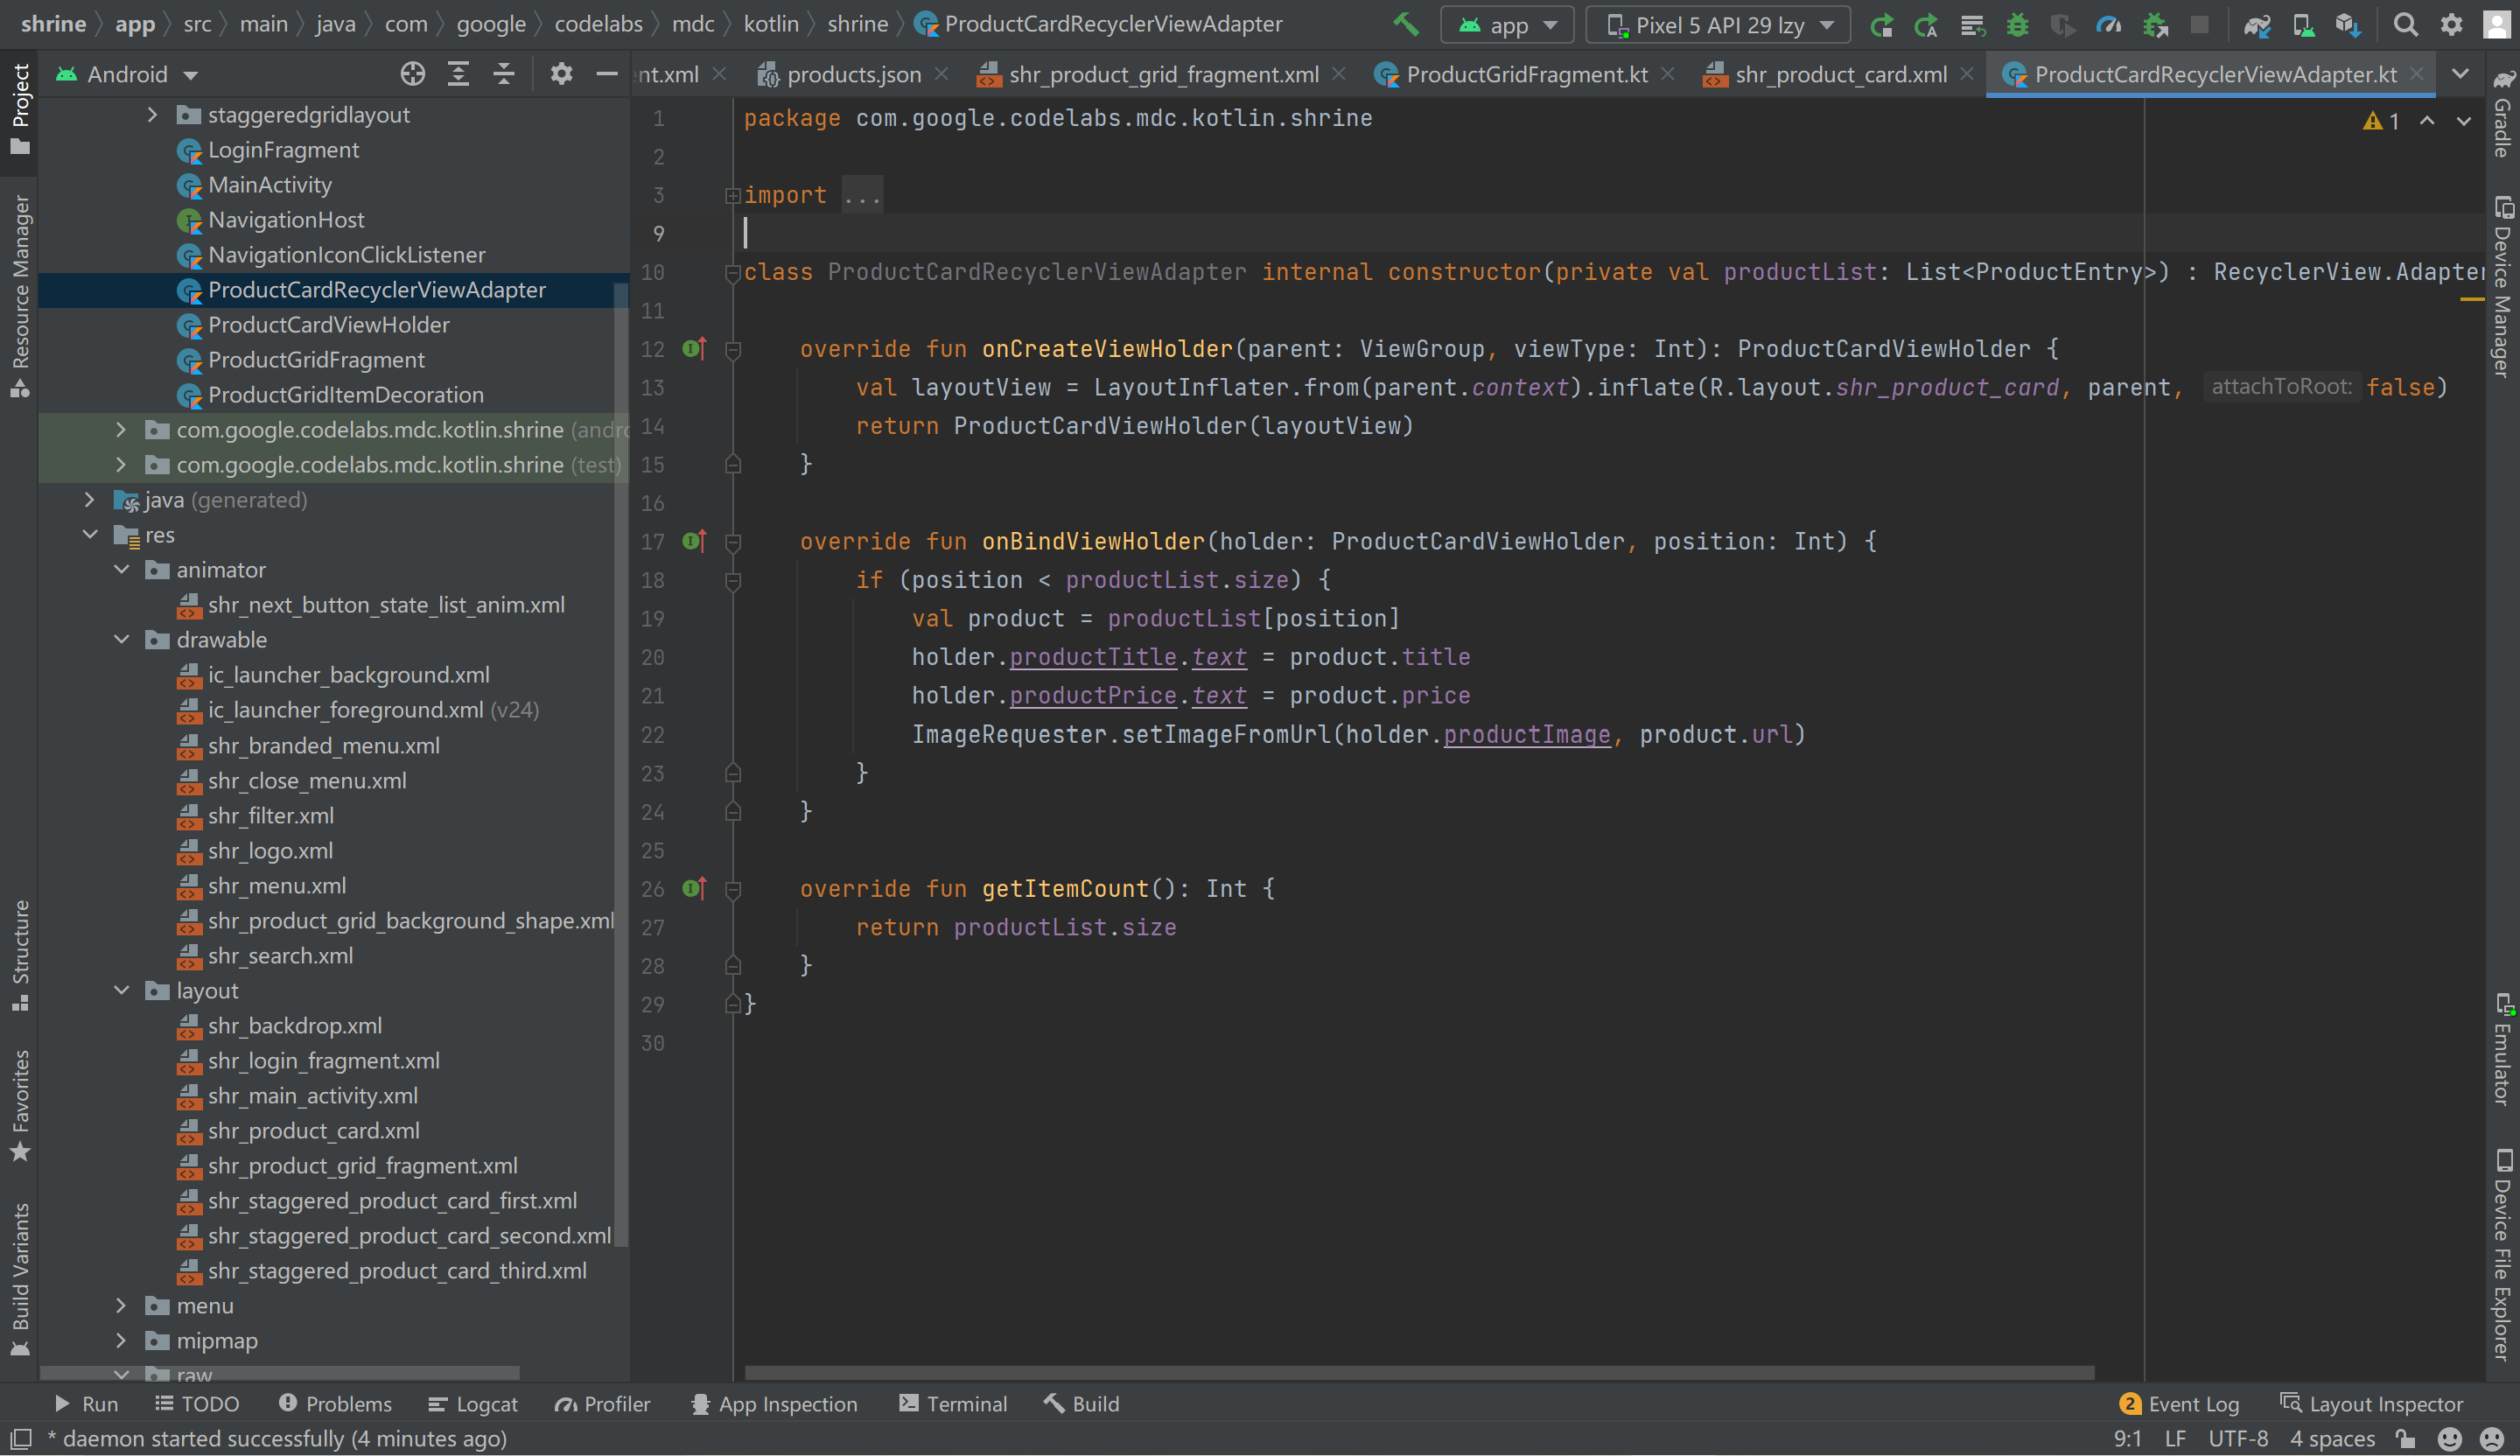 shrine app src main java com google codelabs mdc kotlin shrine ProductCardRecyclerViewAdapter app Pixel 5 API 29 lzy
Android
nt.xml products.json shr_product_grid_fragment.xml ProductGridFragment.kt shr_product_card.xml ProductCardRecyclerViewAdapter.kt
Project
Resource Manager
Structure
Favorites
Build Variants
staggeredgridlayout
LoginFragment
MainActivity
NavigationHost
NavigationIconClickListener
ProductCardRecyclerViewAdapter
ProductCardViewHolder
ProductGridFragment
ProductGridItemDecoration
com.google.codelabs.mdc.kotlin.shrine (andro
com.google.codelabs.mdc.kotlin.shrine (test)
java (generated)
res
animator
shr_next_button_state_list_anim.xml
drawable
ic_launcher_background.xml
ic_launcher_foreground.xml (v24)
shr_branded_menu.xml
shr_close_menu.xml
shr_filter.xml
shr_logo.xml
shr_menu.xml
shr_product_grid_background_shape.xml
shr_search.xml
layout
shr_backdrop.xml
shr_login_fragment.xml
shr_main_activity.xml
shr_product_card.xml
shr_product_grid_fragment.xml
shr_staggered_product_card_first.xml
shr_staggered_product_card_second.xml
shr_staggered_product_card_third.xml
menu
mipmap
raw
1 package com.google.codelabs.mdc.kotlin.shrine
2
3 import ...
9
10 class ProductCardRecyclerViewAdapter internal constructor(private val productList: List<ProductEntry>) : RecyclerView.Adapter
11
12 override fun onCreateViewHolder(parent: ViewGroup, viewType: Int): ProductCardViewHolder {
13 val layoutView = LayoutInflater.from(parent.context).inflate(R.layout.shr_product_card, parent, attachToRoot: false)
14 return ProductCardViewHolder(layoutView)
15 }
16
17 override fun onBindViewHolder(holder: ProductCardViewHolder, position: Int) {
18 if (position < productList.size) {
19 val product = productList[position]
20 holder.productTitle.text = product.title
21 holder.productPrice.text = product.price
22 ImageRequester.setImageFromUrl(holder.productImage, product.url)
23 }
24 }
25
26 override fun getItemCount(): Int {
27 return productList.size
28 }
29 }
30
1
Gradle
Device Manager
Emulator
Device File Explorer
Run TODO Problems Logcat Profiler App Inspection Terminal Build 2 Event Log Layout Inspector
* daemon started successfully (4 minutes ago) 9:1 LF UTF-8 4 spaces